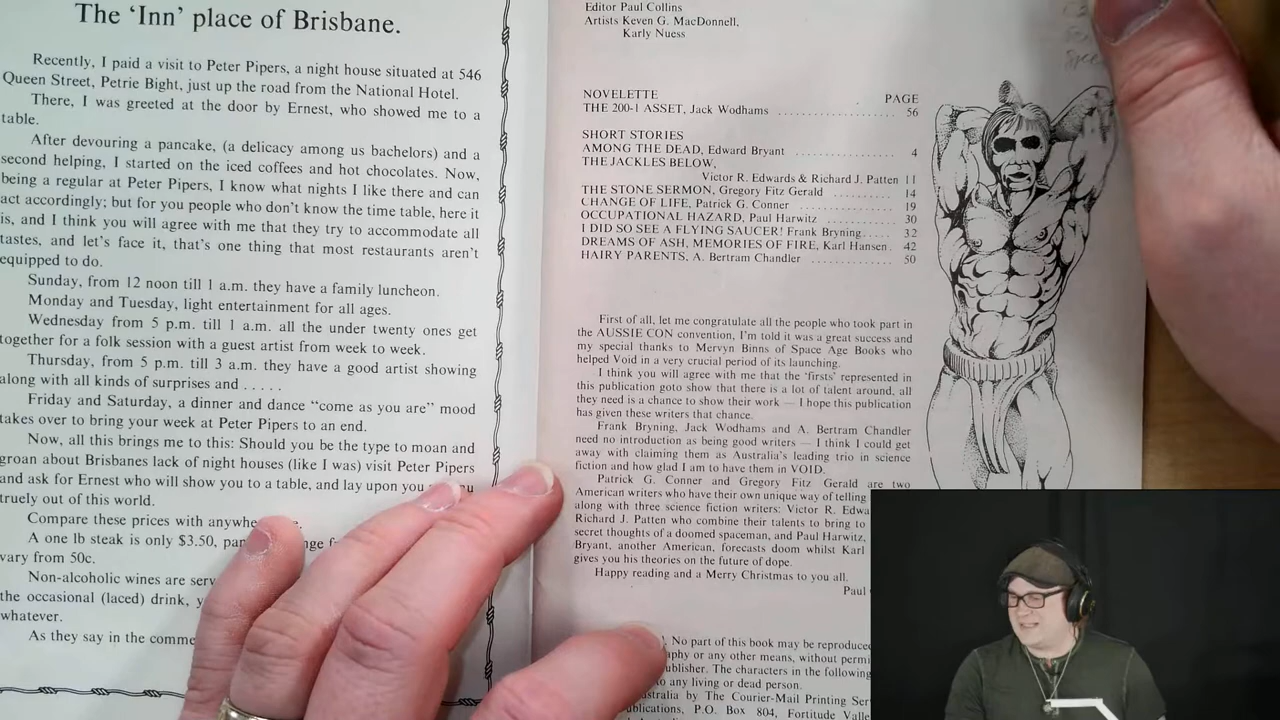 The 'Inn' place of Brisbane.
Recently, I paid a visit to Peter Pipers, a night house situated at 546
Queen Street, Petrie Bight, just up the road from the National Hotel.
There, I was greeted at the door by Ernest, who showed me to a
table.
After devouring a pancake, (a delicacy among us bachelors) and a
second helping, I started on the iced coffees and hot chocolates. Now,
being a regular at Peter Pipers, I know what nights I like there and can
act accordingly; but for you people who don't know the time table, here it
is, and I think you will agree with me that they try to accommodate all
tastes, and let's face it, that's one thing that most restaurants aren't
equipped to do.
Sunday, from 12 noon till 1 a.m. they have a family luncheon.
Monday and Tuesday, light entertainment for all ages.
Wednesday from 5 p.m. till 1 a.m. all the under twenty ones get
together for a folk session with a guest artist from week to week.
Thursday, from 5 p.m. till 3 a.m. they have a good artist showing
along with all kinds of surprises and . . . . .
Friday and Saturday, a dinner and dance "come as you are" mood
takes over to bring your week at Peter Pipers to an end.
Now, all this brings me to this: Should you be the type to moan and
groan about Brisbanes lack of night houses (like I was) visit Peter Pipers
and ask for Ernest who will show you to a table, and lay upon you
truely out of this world.
Compare these prices with
A one lb steak is only $3.50,
vary from 50c.
Non-alcoholic wines are
the occasional (laced) drink,
whatever.
As they say in the
Editor Paul Collins
Artists Keven G. MacDonnell,
Karly Nuess
NOVELETTE PAGE
THE 200-1 ASSET, Jack Wodhams . . . . . . . . . . . . . . . . . . . . . 56
SHORT STORIES
AMONG THE DEAD, Edward Bryant . . . . . . . . . . . . . . . . . . 4
THE JACKLES BELOW,
Victor R. Edwards & Richard J. Patten 11
THE STONE SERMON, Gregory Fitz Gerald . . . . . . . . . . . . 14
CHANGE OF LIFE, Patrick G. Conner . . . . . . . . . . . . . . . . 19
OCCUPATIONAL HAZARD, Paul Harwitz . . . . . . . . . . . . . 30
I DID SO SEE A FLYING SAUCER! Frank Bryning . . . . . 32
DREAMS OF ASH, MEMORIES OF FIRE, Karl Hansen . 42
HAIRY PARENTS, A. Bertram Chandler . . . . . . . . . . . . . . 50
First of all, let me congratulate all the people who took part in
the AUSSIE CON convention, I'm told it was a great success and
my special thanks to Mervyn Binns of Space Age Books who
helped Void in a very crucial period of its launching.
I think you will agree with me that the 'firsts' represented in
this publication goto show that there is a lot of talent around, all
they need is a chance to show their work — I hope this publication
has given these writers that chance.
Frank Bryning, Jack Wodhams and A. Bertram Chandler
need no introduction as being good writers — I think I could get
away with claiming them as Australia's leading trio in science
fiction and how glad I am to have them in VOID.
Patrick G. Conner and Gregory Fitz Gerald are two
American writers who have their own unique way of telling
along with three science fiction writers: Victor R.
Richard J. Patten who combine their talents to bring to
secret thoughts of a doomed spaceman, and Paul Harwitz,
Bryant, another American, forecasts doom whilst Karl
gives you his theories on the future of dope.
Happy reading and a Merry Christmas to you all.
Paul
No part of this book may be reproduced
or any other means, without
The characters in the following
to any living or dead person.
by The Courier-Mail Printing
P.O. Box 804, Fortitude